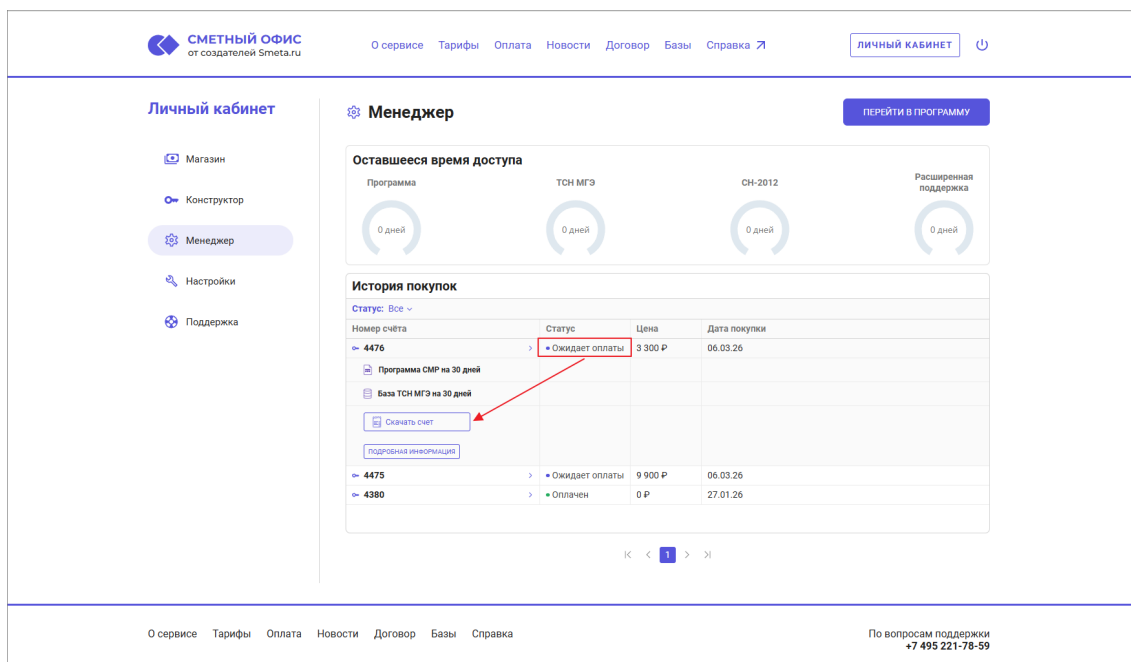 СМЕТНЫЙ ОФИС
от создателей Smeta.ru
О сервисе Тарифы Оплата Новости Договор Базы Справка
ЛИЧНЫЙ КАБИНЕТ
Личный кабинет
Магазин
Конструктор
Менеджер
Настройки
Поддержка
Менеджер
ПЕРЕЙТИ В ПРОГРАММУ
Оставшееся время доступа
Программа ТСН МГЭ СН-2012 Расширенная поддержка
0 дней 0 дней 0 дней 0 дней
История покупок
Статус: Все
Номер счёта Статус Цена Дата покупки
4476 Ожидает оплаты 3 300 ₽ 06.03.26
Программа СМР на 30 дней
База ТСН МГЭ на 30 дней
Скачать счет
ПОДРОБНАЯ ИНФОРМАЦИЯ
4475 Ожидает оплаты 9 900 ₽ 06.03.26
4380 Оплачен 0 ₽ 27.01.26
1
О сервисе Тарифы Оплата Новости Договор Базы Справка
По вопросам поддержки
+7 495 221-78-59